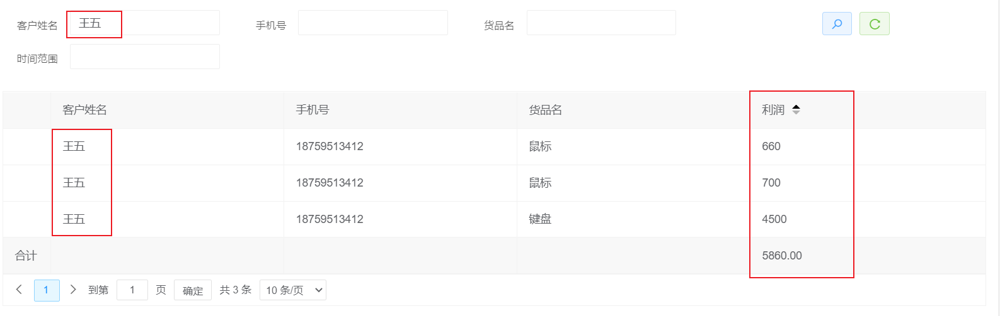 客户姓名 王五 手机号 货品名
时间范围
客户姓名 手机号 货品名 利润
王五 18759513412 鼠标 660
王五 18759513412 鼠标 700
王五 18759513412 键盘 4500
合计 5860.00
1 到第 1 页 确定 共 3 条 10 条/页